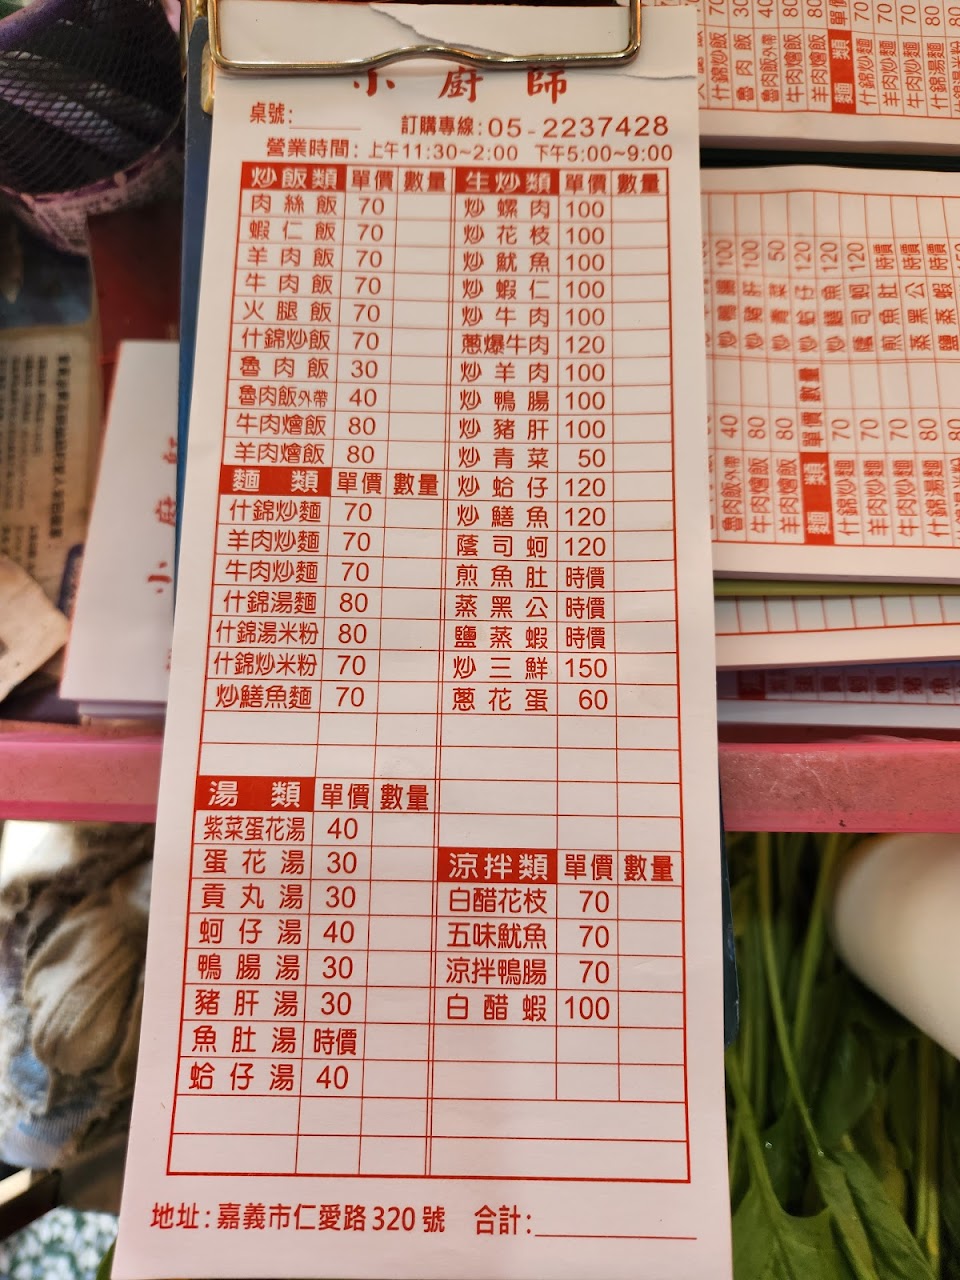 小廚師
桌號: 訂購專線:05-2237428
營業時間:上午11:30~2:00 下午5:00~9:00
炒飯類 單價 數量
肉絲飯 70
蝦仁飯 70
羊肉飯 70
牛肉飯 70
火腿飯 70
什錦炒飯 70
魯肉飯 30
魯肉飯外帶 40
牛肉燴飯 80
羊肉燴飯 80
麵類 單價 數量
什錦炒麵 70
羊肉炒麵 70
牛肉炒麵 70
什錦湯麵 80
什錦湯米粉 80
什錦炒米粉 70
炒鱔魚麵 70
湯類 單價 數量
紫菜蛋花湯 40
蛋花湯 30
貢丸湯 30
蚵仔湯 40
鴨腸湯 30
豬肝湯 30
魚肚湯 時價
蛤仔湯 40
生炒類 單價 數量
炒螺肉 100
炒花枝 100
炒魷魚 100
炒蝦仁 100
炒牛肉 100
蔥爆牛肉 120
炒羊肉 100
炒鴨腸 100
炒豬肝 100
炒青菜 50
炒蛤仔 120
炒鱔魚 120
蔭司蚵 120
煎魚肚 時價
蒸黑公 時價
鹽蒸蝦 時價
炒三鮮 150
蔥花蛋 60
涼拌類 單價 數量
白醋花枝 70
五味魷魚 70
涼拌鴨腸 70
白醋蝦 100
地址:嘉義市仁愛路320號 合計: